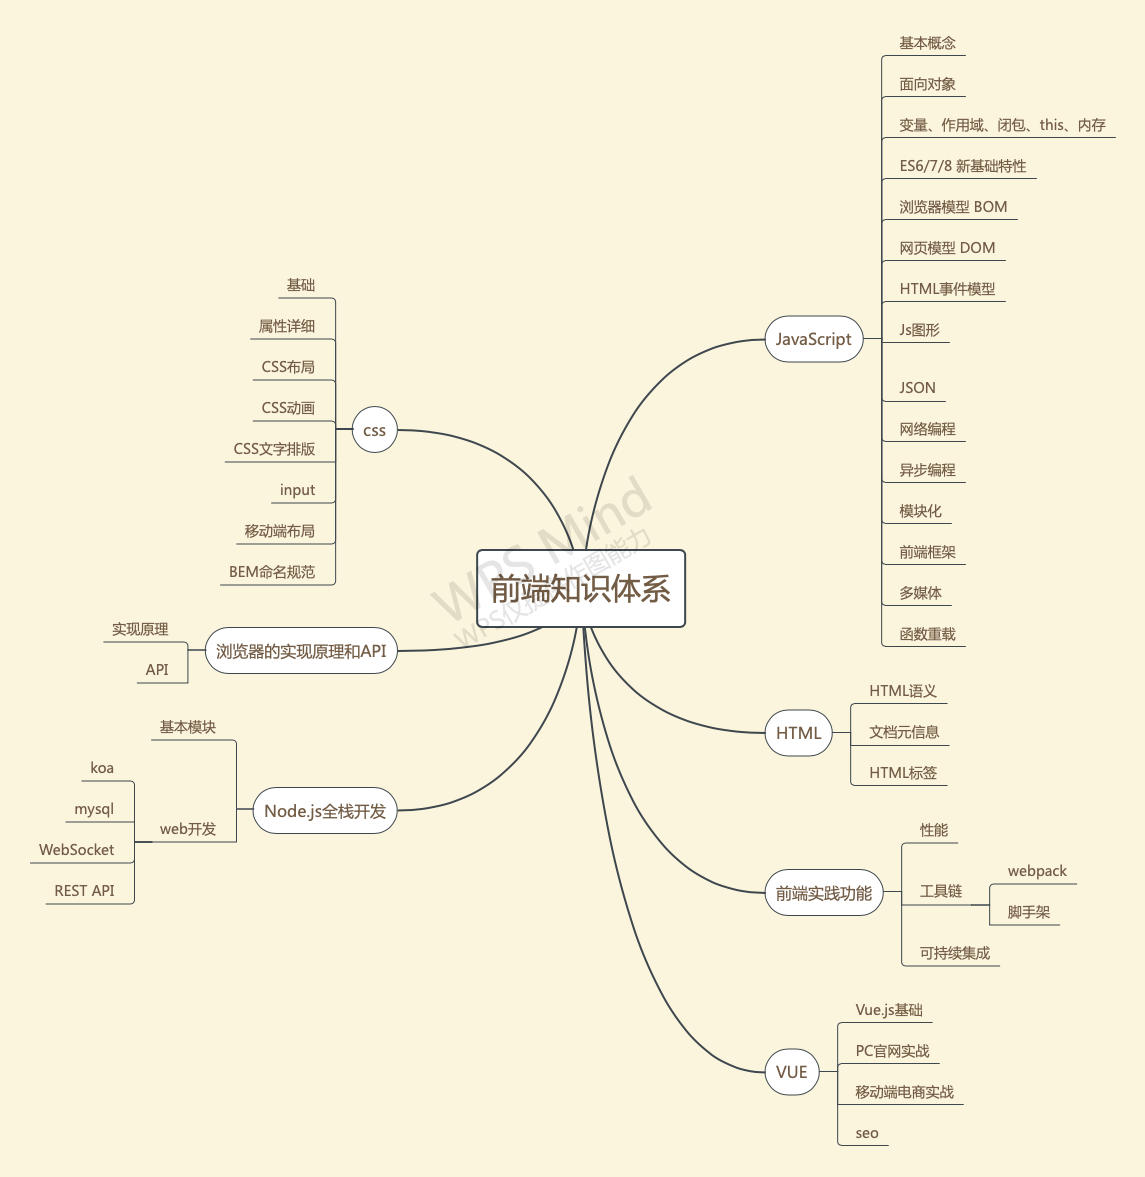 前端知识体系
JavaScript
基本概念
面向对象
变量、作用域、闭包、this、内存
ES6/7/8 新基础特性
浏览器模型 BOM
网页模型 DOM
HTML事件模型
Js图形
JSON
网络编程
异步编程
模块化
前端框架
多媒体
函数重载
HTML
HTML语义
文档元信息
HTML标签
前端实践功能
性能
工具链
webpack
脚手架
可持续集成
VUE
Vue.js基础
PC官网实战
移动端电商实战
seo
css
基础
属性详细
CSS布局
CSS动画
CSS文字排版
input
移动端布局
BEM命名规范
浏览器的实现原理和API
实现原理
API
Node.js全栈开发
基本模块
web开发
koa
mysql
WebSocket
REST API
WPS Mind
WPS仅提 作图能力